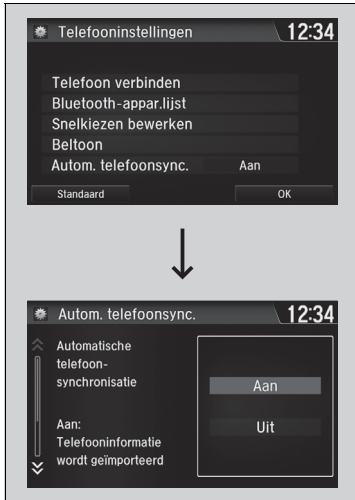 Telefooninstellingen 12:34
Telefoon verbinden
Bluetooth-appar.lijst
Snelkiezen bewerken
Beltoon
Autom. telefoonsync. Aan
Standaard OK
Autom. telefoonsync. 12:34
Automatische
telefoon-
synchronisatie
Aan:
Telefooninformatie
wordt geïmporteerd
Aan
Uit